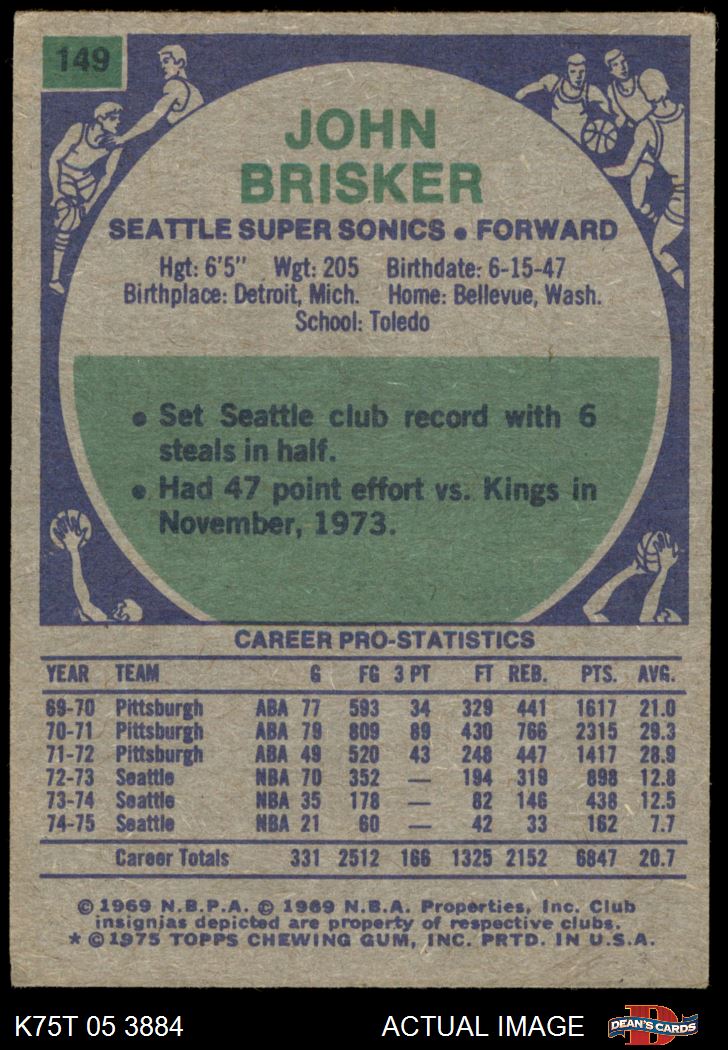 149
JOHN
BRISKER
SEATTLE SUPER SONICS • FORWARD
Hgt: 6'5" Wgt: 205 Birthdate: 6-15-47
Birthplace: Detroit, Mich. Home: Bellevue, Wash.
School: Toledo
• Set Seattle club record with 6
steals in half.
• Had 47 point effort vs. Kings in
November, 1973.
CAREER PRO-STATISTICS
YEAR TEAM G FG 3 PT FT REB. PTS. AVG.
69-70 Pittsburgh ABA 77 593 34 329 441 1617 21.0
70-71 Pittsburgh ABA 79 809 89 430 766 2315 29.3
71-72 Pittsburgh ABA 49 520 43 248 447 1417 28.9
72-73 Seattle NBA 70 352 — 194 319 898 12.8
73-74 Seattle NBA 35 178 — 82 146 438 12.5
74-75 Seattle NBA 21 60 — 42 33 162 7.7
Career Totals 331 2512 166 1325 2152 6847 20.7
© 1969 N.B.P.A. © 1969 N.B.A. Properties, Inc. Club
insignias depicted are property of respective clubs.
* © 1975 TOPPS CHEWING GUM, INC. PRTD. IN U.S.A.
K75T 05 3884 ACTUAL IMAGE D DEAN'S CARDS